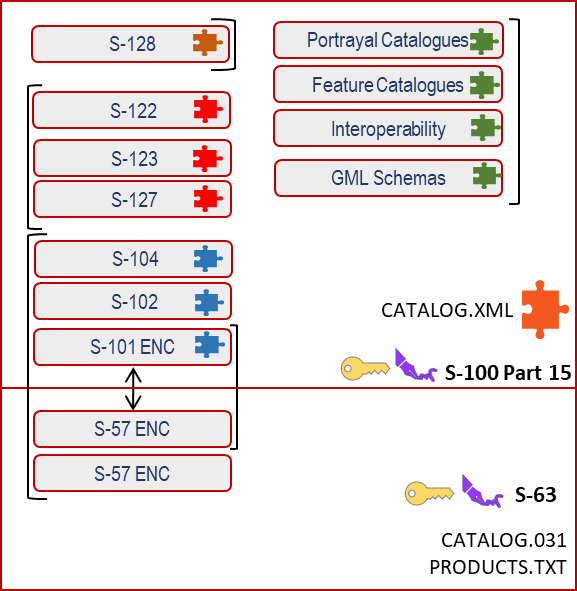 S-128
S-122
S-123
S-127
S-104
S-102
S-101 ENC
S-57 ENC
S-57 ENC
Portrayal Catalogues
Feature Catalogues
Interoperability
GML Schemas
CATALOG.XML
S-100 Part 15
S-63
CATALOG.031
PRODUCTS.TXT